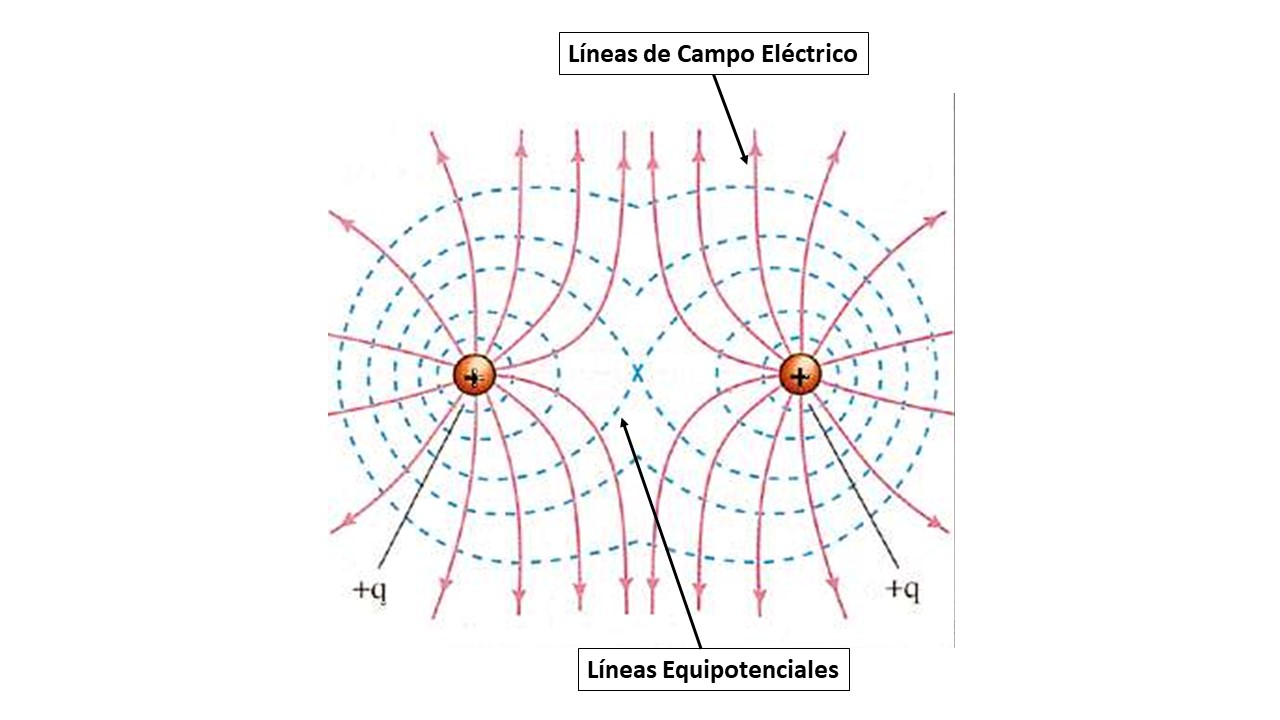 Líneas de Campo Eléctrico
+
+
+q
+q
Líneas Equipotenciales